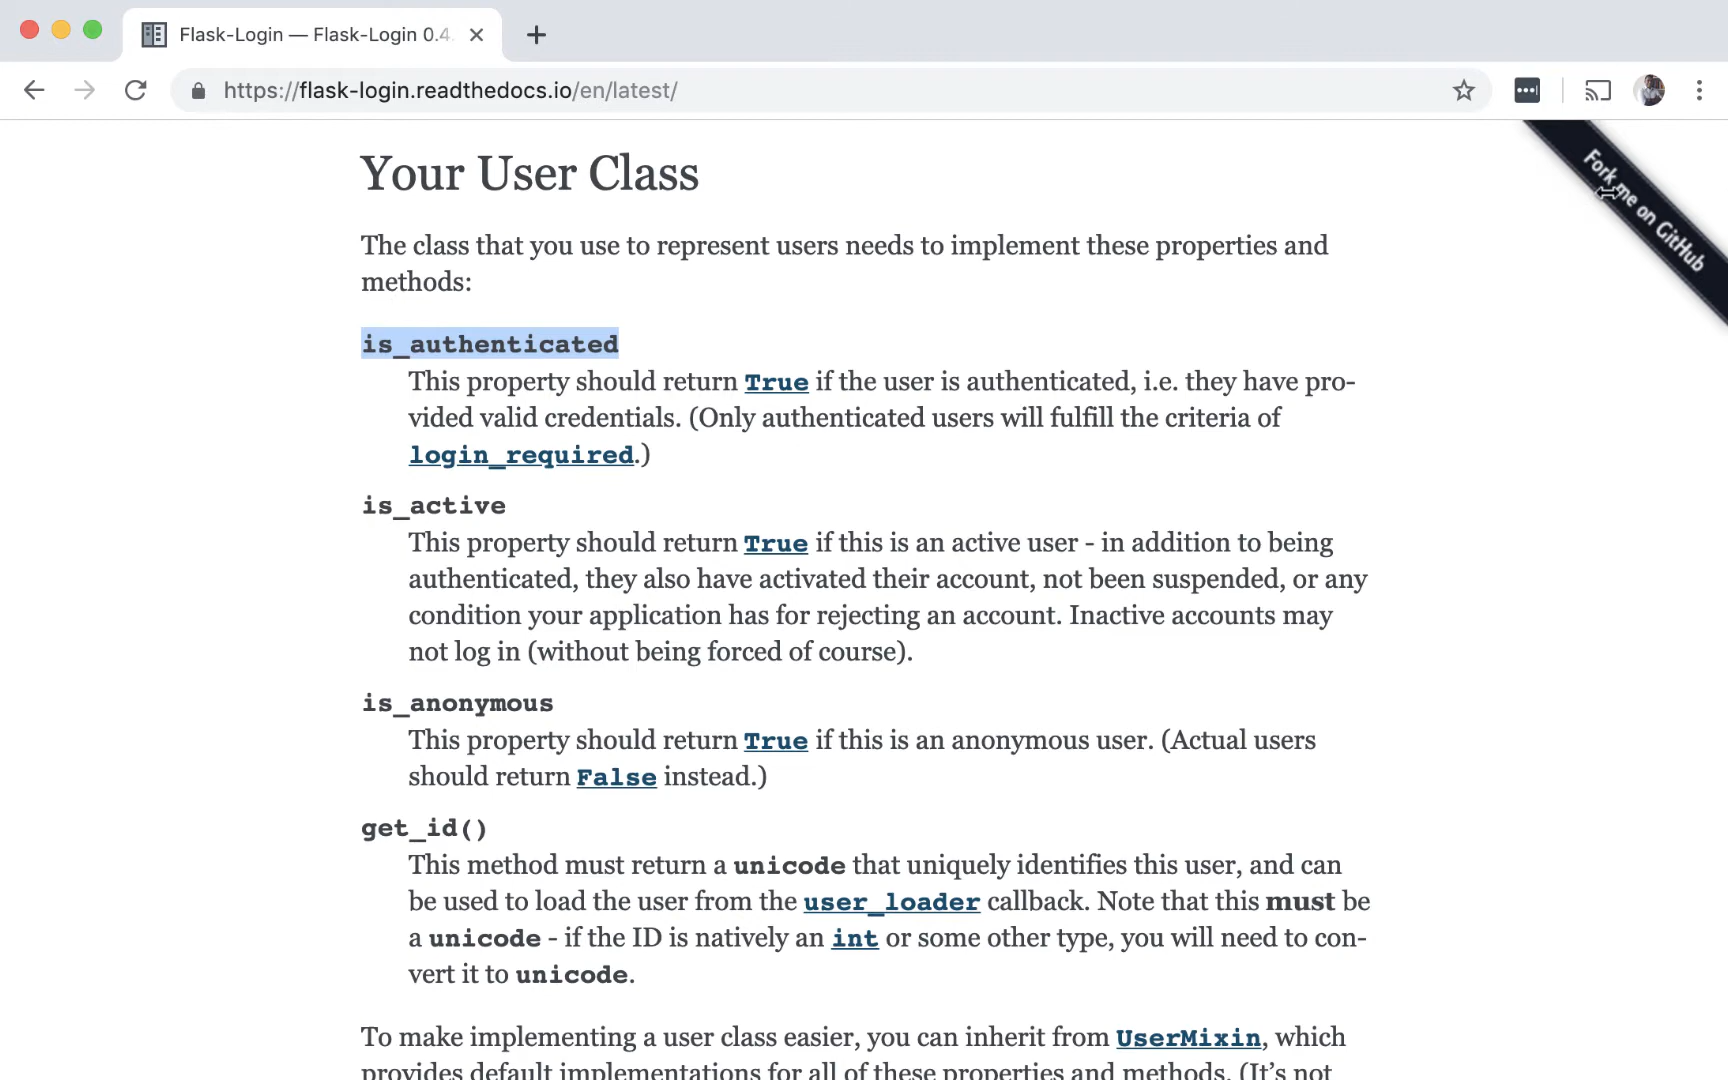 Flask-Login — Flask-Login 0.4.
https://flask-login.readthedocs.io/en/latest/
Fork me on GitHub
Your User Class
The class that you use to represent users needs to implement these properties and
methods:
is_authenticated
This property should return True if the user is authenticated, i.e. they have pro-
vided valid credentials. (Only authenticated users will fulfill the criteria of
login_required.)
is_active
This property should return True if this is an active user - in addition to being
authenticated, they also have activated their account, not been suspended, or any
condition your application has for rejecting an account. Inactive accounts may
not log in (without being forced of course).
is_anonymous
This property should return True if this is an anonymous user. (Actual users
should return False instead.)
get_id()
This method must return a unicode that uniquely identifies this user, and can
be used to load the user from the user_loader callback. Note that this must be
a unicode - if the ID is natively an int or some other type, you will need to con-
vert it to unicode.
To make implementing a user class easier, you can inherit from UserMixin, which
provides default implementations for all of these properties and methods. (It's not